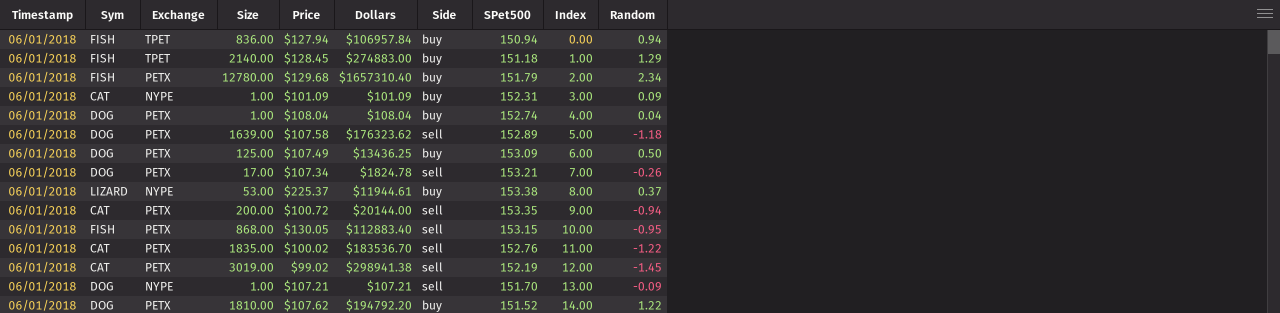 Timestamp Sym Exchange Size Price Dollars Side SPet500 Index Random
06/01/2018 FISH TPET 836.00 $127.94 $106957.84 buy 150.94 0.00 0.94
06/01/2018 FISH TPET 2140.00 $128.45 $274883.00 buy 151.18 1.00 1.29
06/01/2018 FISH PETX 12780.00 $129.68 $1657310.40 buy 151.79 2.00 2.34
06/01/2018 CAT NYPE 1.00 $101.09 $101.09 buy 152.31 3.00 0.09
06/01/2018 DOG PETX 1.00 $108.04 $108.04 buy 152.74 4.00 0.04
06/01/2018 DOG PETX 1639.00 $107.58 $176323.62 sell 152.89 5.00 -1.18
06/01/2018 DOG PETX 125.00 $107.49 $13436.25 buy 153.09 6.00 0.50
06/01/2018 DOG PETX 17.00 $107.34 $1824.78 sell 153.21 7.00 -0.26
06/01/2018 LIZARD NYPE 53.00 $225.37 $11944.61 buy 153.38 8.00 0.37
06/01/2018 CAT PETX 200.00 $100.72 $20144.00 sell 153.35 9.00 -0.94
06/01/2018 FISH PETX 868.00 $130.05 $112883.40 sell 153.15 10.00 -0.95
06/01/2018 CAT PETX 1835.00 $100.02 $183536.70 sell 152.76 11.00 -1.22
06/01/2018 CAT PETX 3019.00 $99.02 $298941.38 sell 152.19 12.00 -1.45
06/01/2018 DOG NYPE 1.00 $107.21 $107.21 sell 151.70 13.00 -0.09
06/01/2018 DOG PETX 1810.00 $107.62 $194792.20 buy 151.52 14.00 1.22